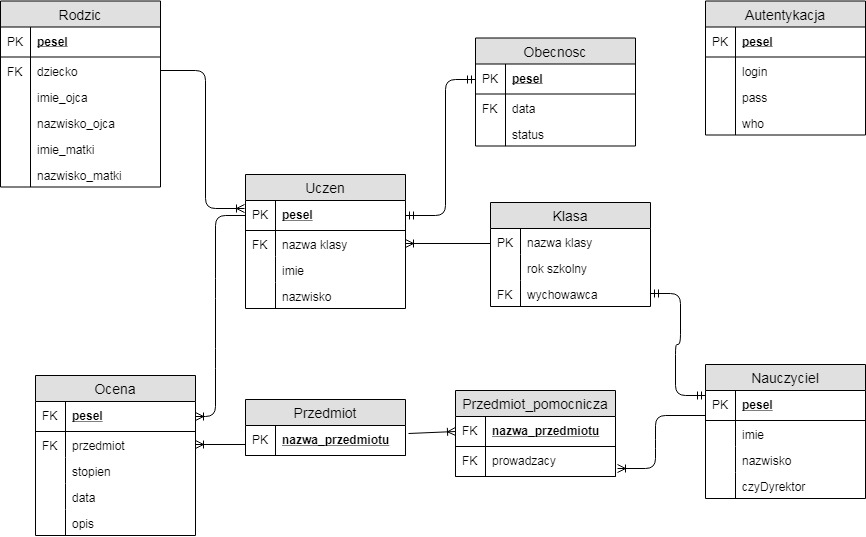 Rodzic
PK pesel
FK dziecko
imie_ojca
nazwisko_ojca
imie_matki
nazwisko_matki
Autentykacja
PK pesel
login
pass
who
Obecnosc
PK pesel
FK data
status
Uczen
PK pesel
FK nazwa klasy
imie
nazwisko
Klasa
PK nazwa klasy
rok szkolny
FK wychowawca
Ocena
FK pesel
FK przedmiot
stopien
data
opis
Przedmiot
PK nazwa_przedmiotu
Przedmiot_pomocnicza
FK nazwa_przedmiotu
FK prowadzacy
Nauczyciel
PK pesel
imie
nazwisko
czyDyrektor